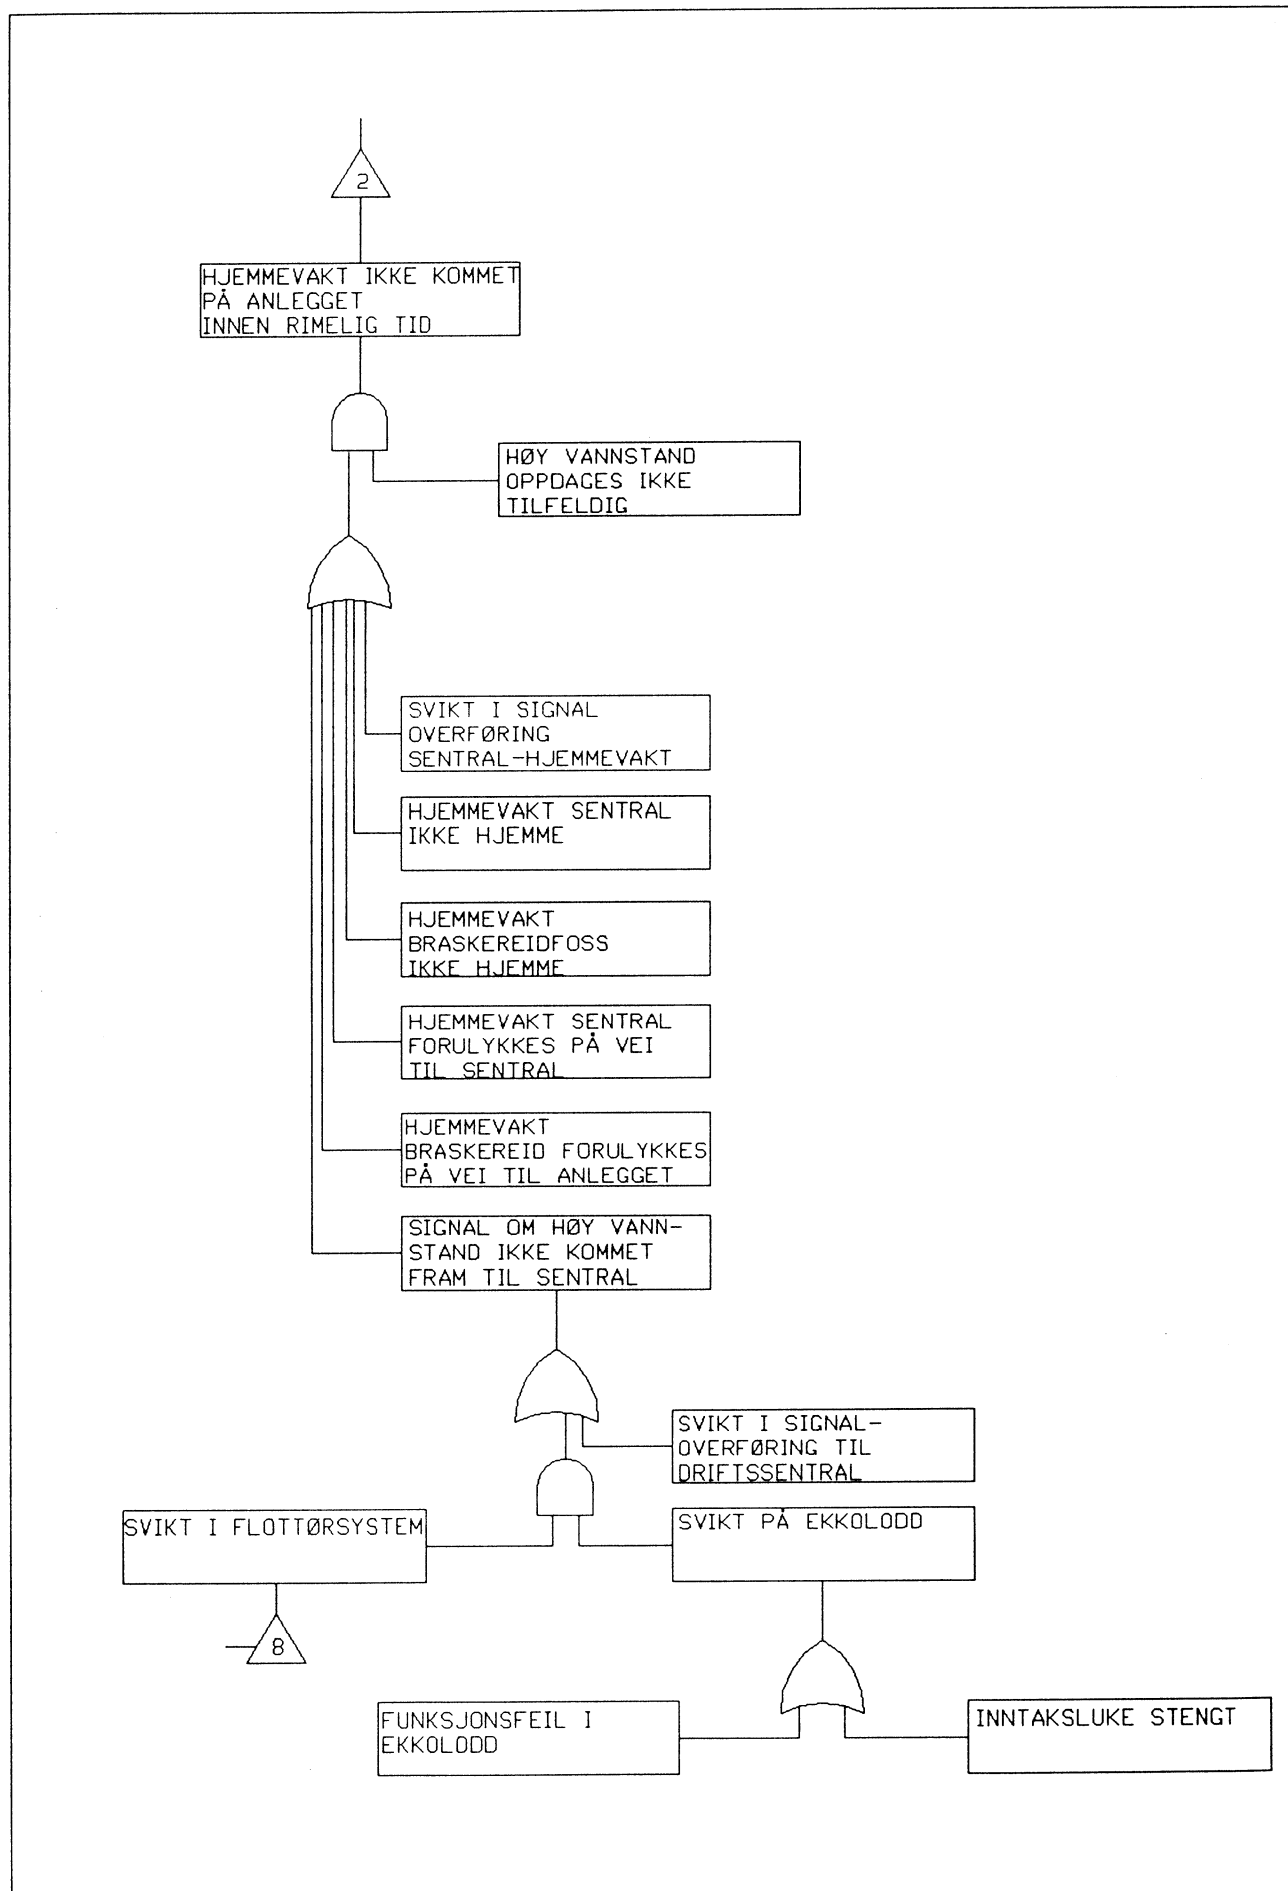 2
HJEMMEVAKT IKKE KOMMET
PÅ ANLEGGET
INNEN RIMELIG TID
HØY VANNSTAND
OPPDAGES IKKE
TILFELDIG
SVIKT I SIGNAL
OVERFØRING
SENTRAL-HJEMMEVAKT
HJEMMEVAKT SENTRAL
IKKE HJEMME
HJEMMEVAKT
BRASKEREIDFOSS
IKKE HJEMME
HJEMMEVAKT SENTRAL
FORULYKKES PÅ VEI
TIL SENTRAL
HJEMMEVAKT
BRASKEREID FORULYKKES
PÅ VEI TIL ANLEGGET
SIGNAL OM HØY VANN-
STAND IKKE KOMMET
FRAM TIL SENTRAL
SVIKT I SIGNAL-
OVERFØRING TIL
DRIFTSSENTRAL
SVIKT I FLOTTØRSYSTEM
SVIKT PÅ EKKOLODD
8
FUNKSJONSFEIL I
EKKOLODD
INNTAKSLUKE STENGT